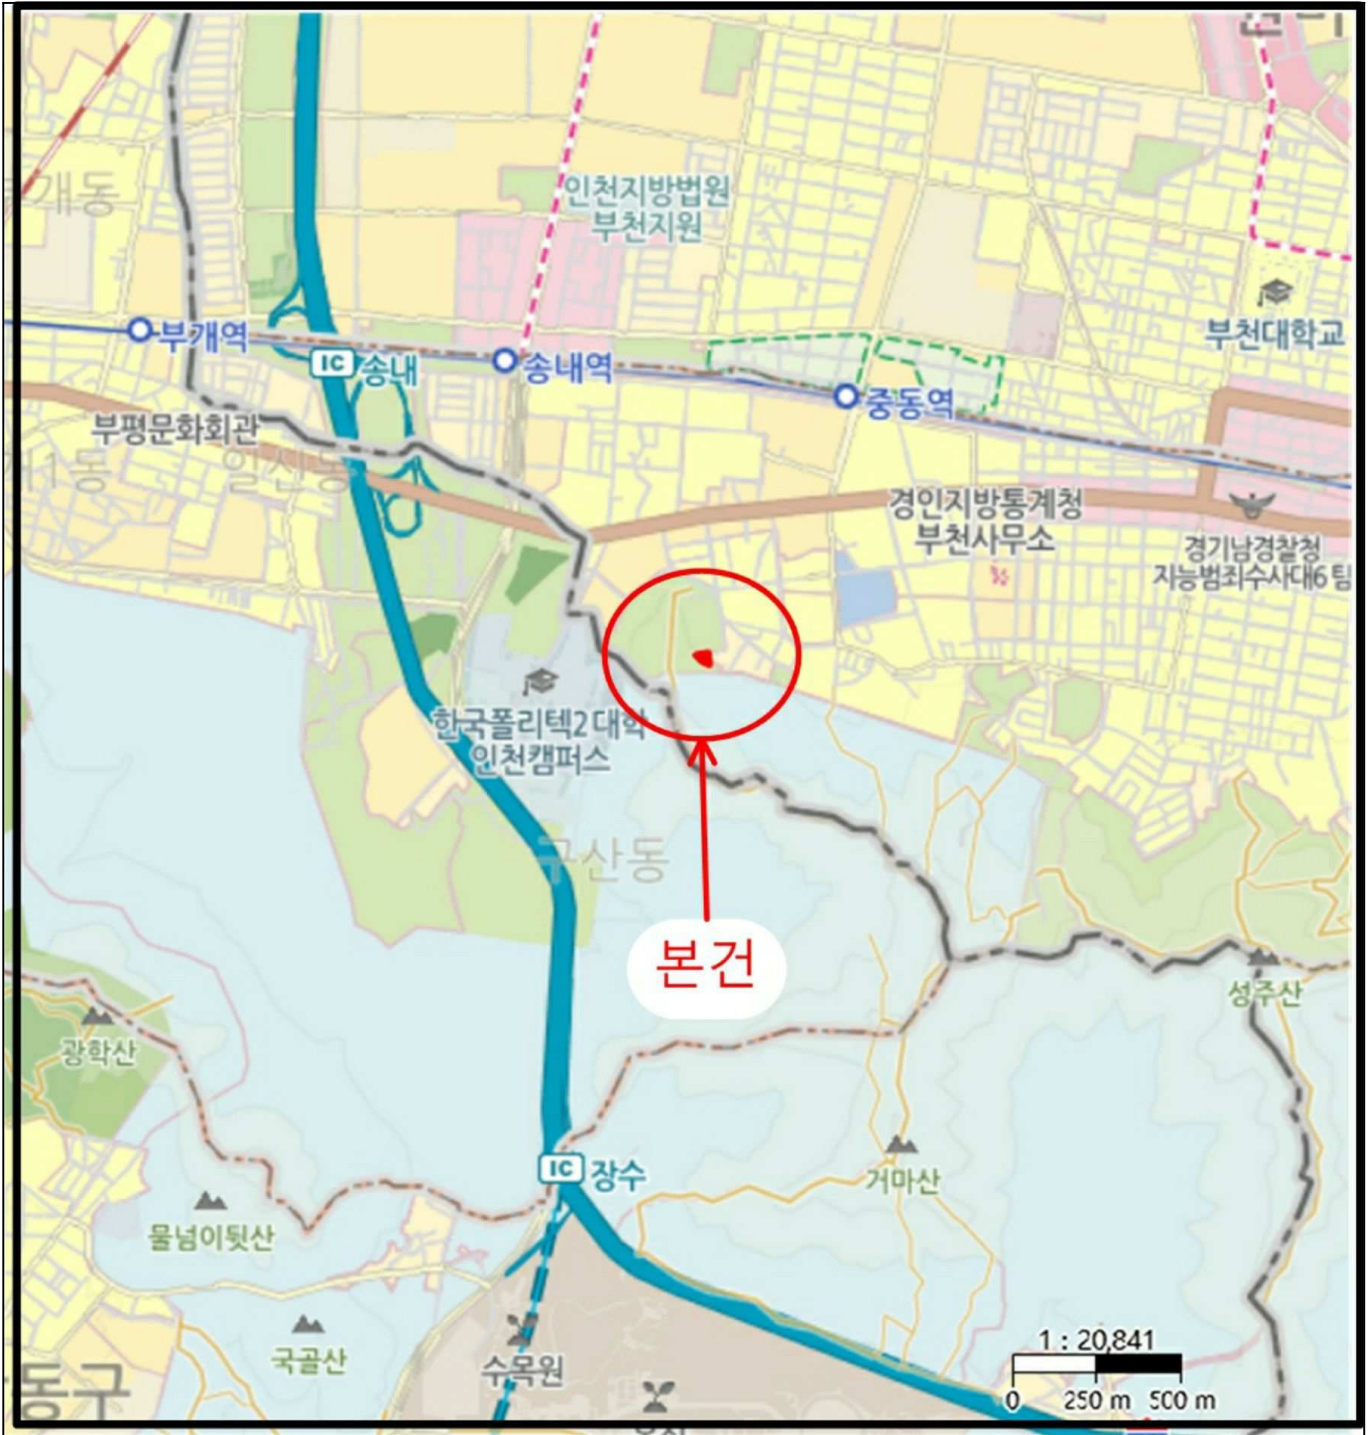 인천지방법원
부천지원
부천대학교
부개역
IC 송내
송내역
중동역
부평문화회관
일신동
경인지방통계청
부천사무소
경기남경찰청
지능범죄수사대6팀
한국폴리텍2대학
인천캠퍼스
구산동
본건
성주산
광학산
IC 장수
거마산
물넘이뒷산
국골산
수목원
1 : 20,841
0 250 m 500 m